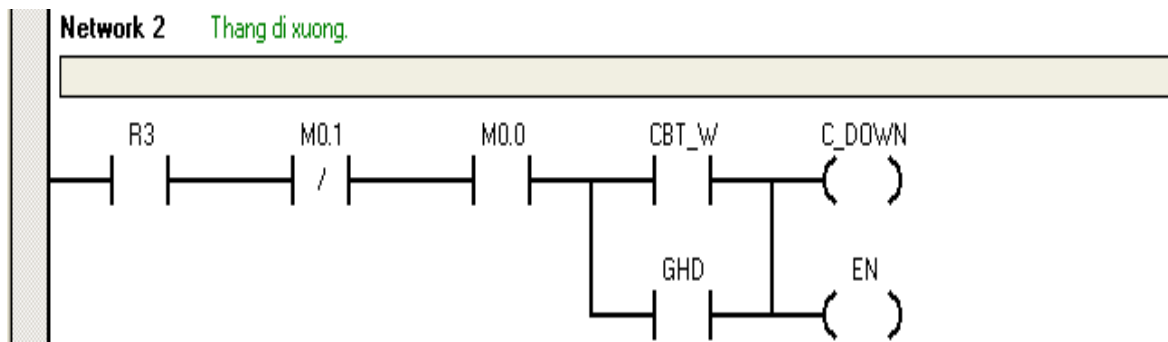 Network 2 Thang di xuong.
R3 M0.1 M0.0 CBT_W C_DOWN
/
GHD EN